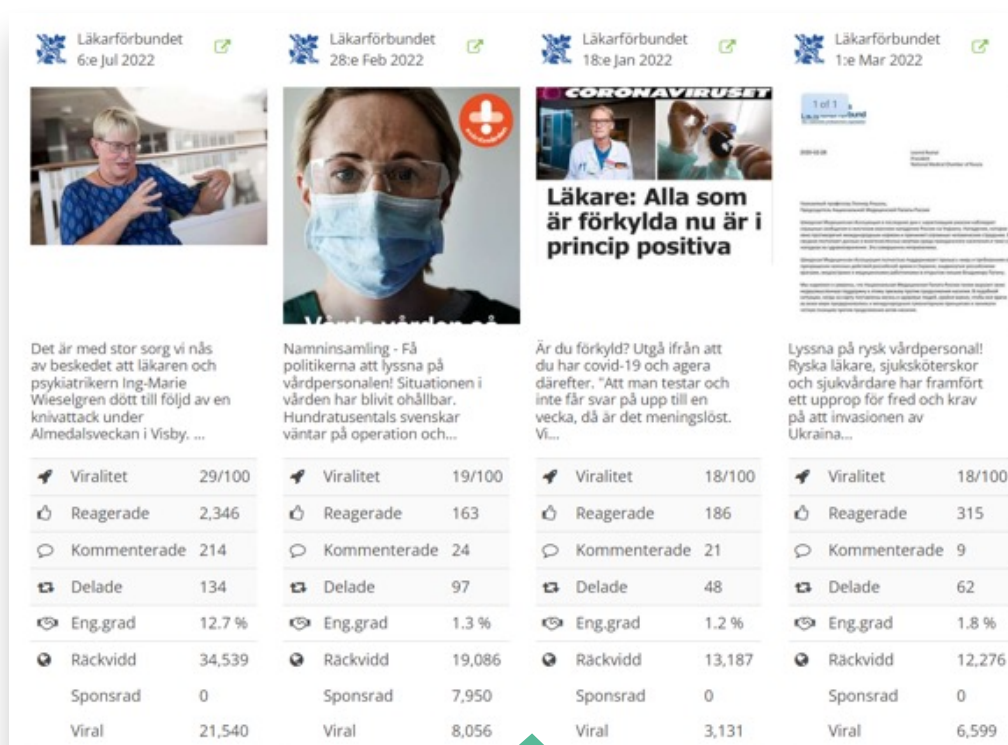 Läkarförbundet
6:e Jul 2022
Det är med stor sorg vi nås
av beskedet att läkaren och
psykiatrikern Ing-Marie
Wieselgren dött till följd av en
knivattack under
Almedalsveckan i Visby. ...
Viralitet 29/100
Reagerade 2,346
Kommenterade 214
Delade 134
Eng.grad 12.7 %
Räckvidd 34,539
Sponsrad 0
Viral 21,540
Läkarförbundet
28:e Feb 2022
Namninsamling - Få
politikerna att lyssna på
vårdpersonalen! Situationen i
vården har blivit ohållbar.
Hundratusentals svenskar
väntar på operation och...
Viralitet 19/100
Reagerade 163
Kommenterade 24
Delade 97
Eng.grad 1.3 %
Räckvidd 19,086
Sponsrad 7,950
Viral 8,056
Läkarförbundet
18:e Jan 2022
CORONAVIRUSET
Läkare: Alla som
är förkylda nu är i
princip positiva
Är du förkyld? Utgå ifrån att
du har covid-19 och agera
därefter. "Att man testar och
inte får svar på upp till en
vecka, då är det meningslöst.
Vi...
Viralitet 18/100
Reagerade 186
Kommenterade 21
Delade 48
Eng.grad 1.2 %
Räckvidd 13,187
Sponsrad 0
Viral 3,131
Läkarförbundet
1:e Mar 2022
1 of 1
Lyssna på rysk vårdpersonal!
Ryska läkare, sjuksköterskor
och sjukvårdare har framfört
ett upprop för fred och krav
på att invasionen av
Ukraina...
Viralitet 18/100
Reagerade 315
Kommenterade 9
Delade 62
Eng.grad 1.8 %
Räckvidd 12,276
Sponsrad 0
Viral 6,599